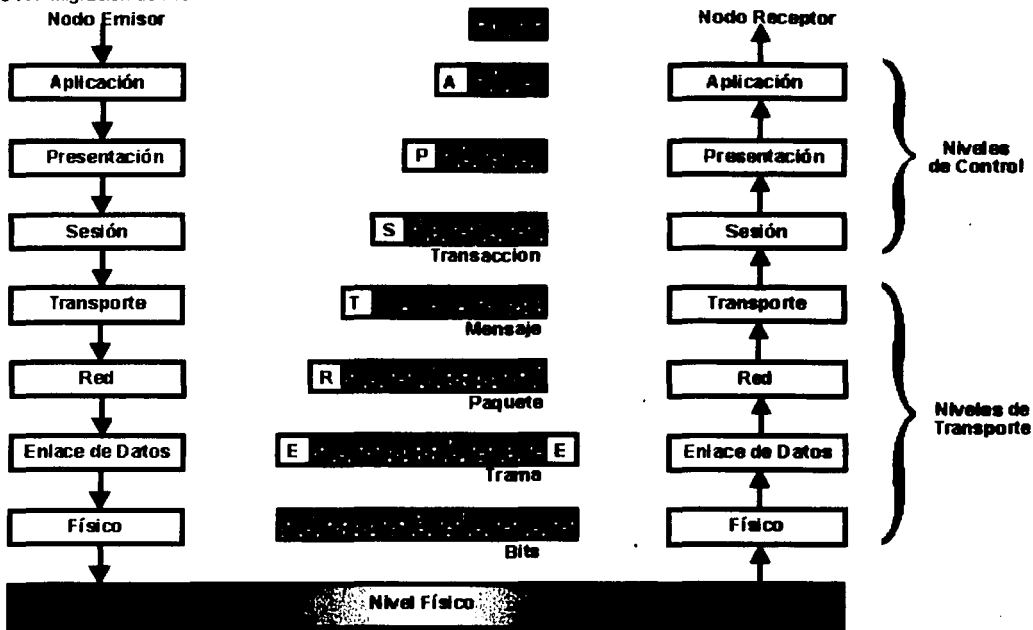 Nodo Emisor
Nodo Receptor
Aplicación
A
Aplicación
Presentación
P
Presentación
Niveles
de Control
Sesión
S
Sesión
Transaccion
Transporte
T
Transporte
Mensaje
Red
R
Red
Paquete
Niveles de
Transporte
Enlace de Datos
E
E
Enlace de Datos
Trama
Físico
Físico
Bits
Nivel Físico